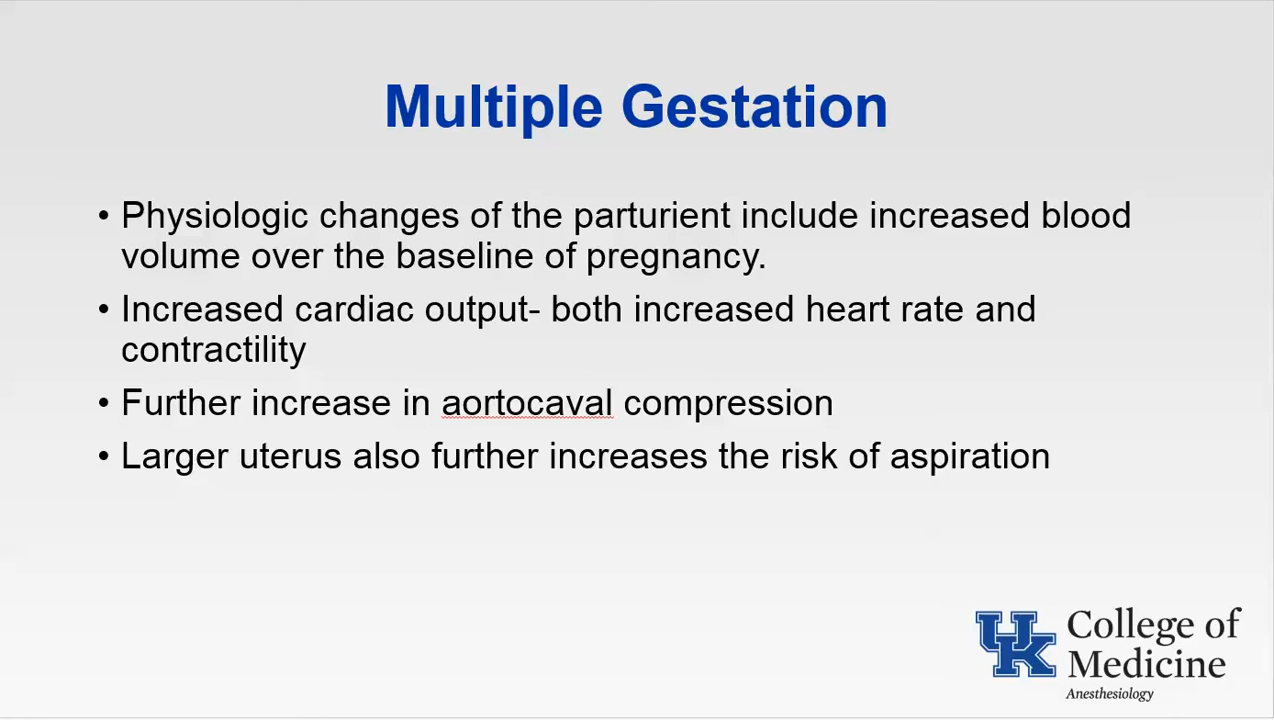 Multiple Gestation
• Physiologic changes of the parturient include increased blood
volume over the baseline of pregnancy.
• Increased cardiac output- both increased heart rate and
contractility
• Further increase in aortocaval compression
• Larger uterus also further increases the risk of aspiration
UK College of
Medicine
Anesthesiology